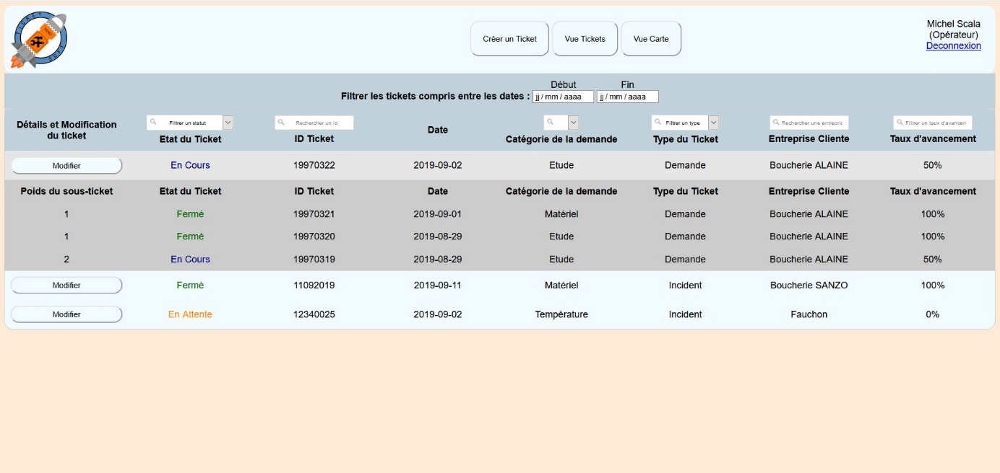 TICKET
SOFT
TICKET
Créer un Ticket Vue Tickets Vue Carte
Michel Scala
(Opérateur)
Deconnexion
Début Fin
Filtrer les tickets compris entre les dates : jj / mm / aaaa jj / mm / aaaa
Filtrer un statut Rechercher un id Filtrer un type Rechercher une entrepris Filtrer un taux d'avancen
Détails et Modification
du ticket
Etat du Ticket ID Ticket Date Catégorie de la demande Type du Ticket Entreprise Cliente Taux d'avancement
Modifier En Cours 19970322 2019-09-02 Etude Demande Boucherie ALAINE 50%
Poids du sous-ticket Etat du Ticket ID Ticket Date Catégorie de la demande Type du Ticket Entreprise Cliente Taux d'avancement
1 Fermé 19970321 2019-09-01 Matériel Demande Boucherie ALAINE 100%
1 Fermé 19970320 2019-08-29 Etude Demande Boucherie ALAINE 100%
2 En Cours 19970319 2019-08-29 Etude Demande Boucherie ALAINE 50%
Modifier Fermé 11092019 2019-09-11 Matériel Incident Boucherie SANZO 100%
Modifier En Attente 12340025 2019-09-02 Température Incident Fauchon 0%